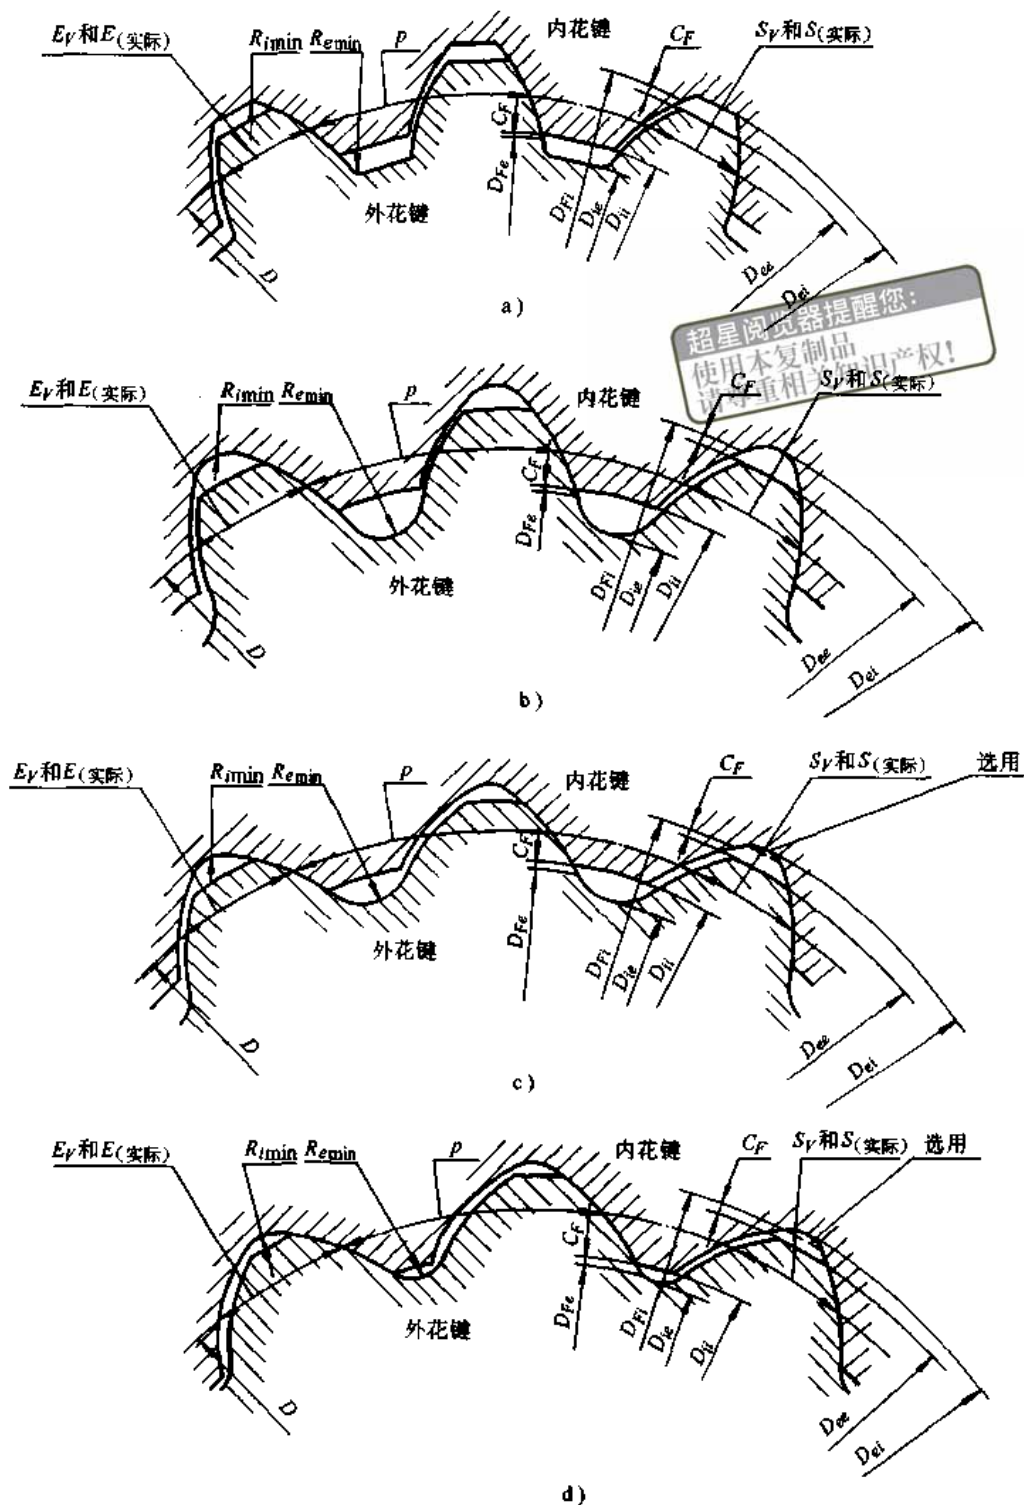 E_V和E(实际)
R_imin R_emin
p
内花键
C_F
S_V和S(实际)
C_F
D_Fe
外花键
D_Fi
D_ie
D_ii
D
D_ee
D_ei
a)
超星阅览器提醒您:
使用本复制品
请尊重相关知识产权!
E_V和E(实际)
R_imin R_emin
p
内花键
C_F
S_V和S(实际)
C_F
D_Fe
外花键
D_Fi
D_ie
D_ii
D
D_ee
D_ei
b)
E_V和E(实际)
R_imin R_emin
p
内花键
C_F
S_V和S(实际)
选用
C_F
D_Fe
外花键
D_Fi
D_ie
D_ii
D
D_ee
D_ei
c)
E_V和E(实际)
R_imin R_emin
p
内花键
C_F
S_V和S(实际)
选用
C_F
D_Fe
外花键
D_Fi
D_ie
D_ii
D
D_ee
D_ei
d)